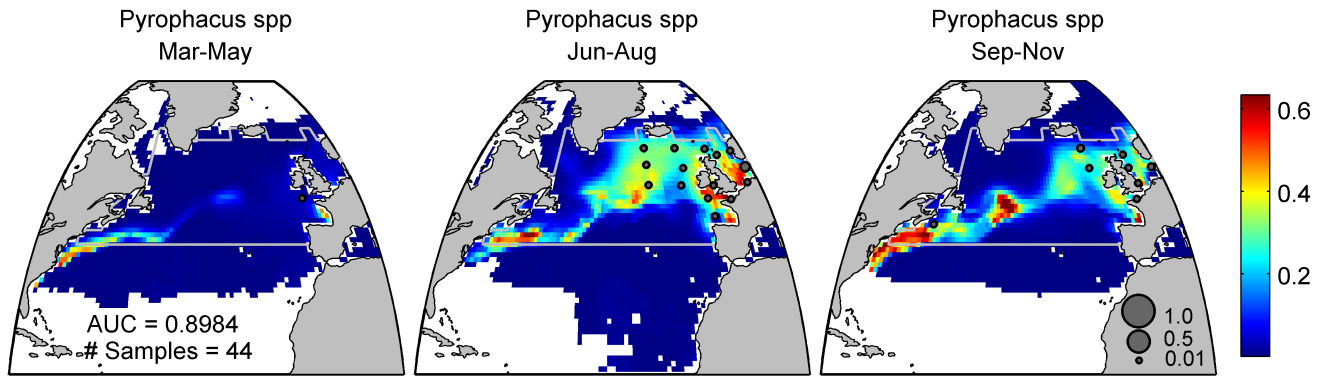 Pyrophacus spp
Mar-May
Pyrophacus spp
Jun-Aug
Pyrophacus spp
Sep-Nov
AUC = 0.8984
# Samples = 44
1.0
0.5
0.01
0.6
0.4
0.2